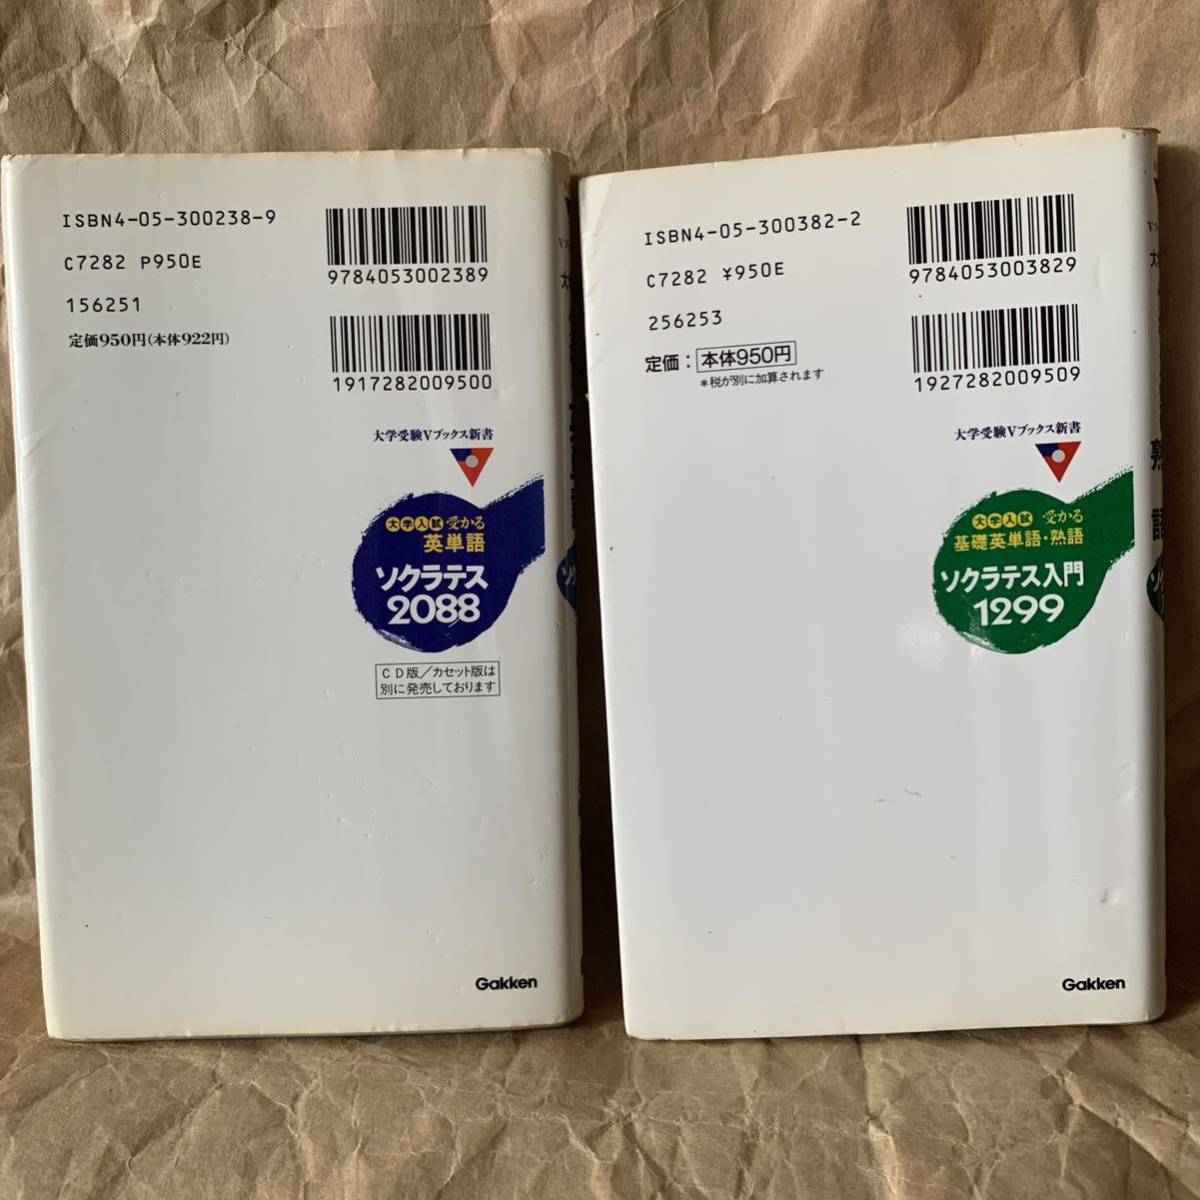 ISBN4-05-300238-9
C7282 P950E
156251
定価950円(本体922円)
9784053002389
1917282009500
大学受験Vブックス新書
大学入試 受かる
英単語
ソクラテス
2088
CD版／カセット版は
別に発売しております
Gakken
ISBN4-05-300382-2
C7282 ¥950E
256253
定価：本体950円
*税が別に加算されます
9784053003829
1927282009509
大学受験Vブックス新書
大学入試 受かる
基礎英単語・熟語
ソクラテス入門
1299
Gakken
熟
語